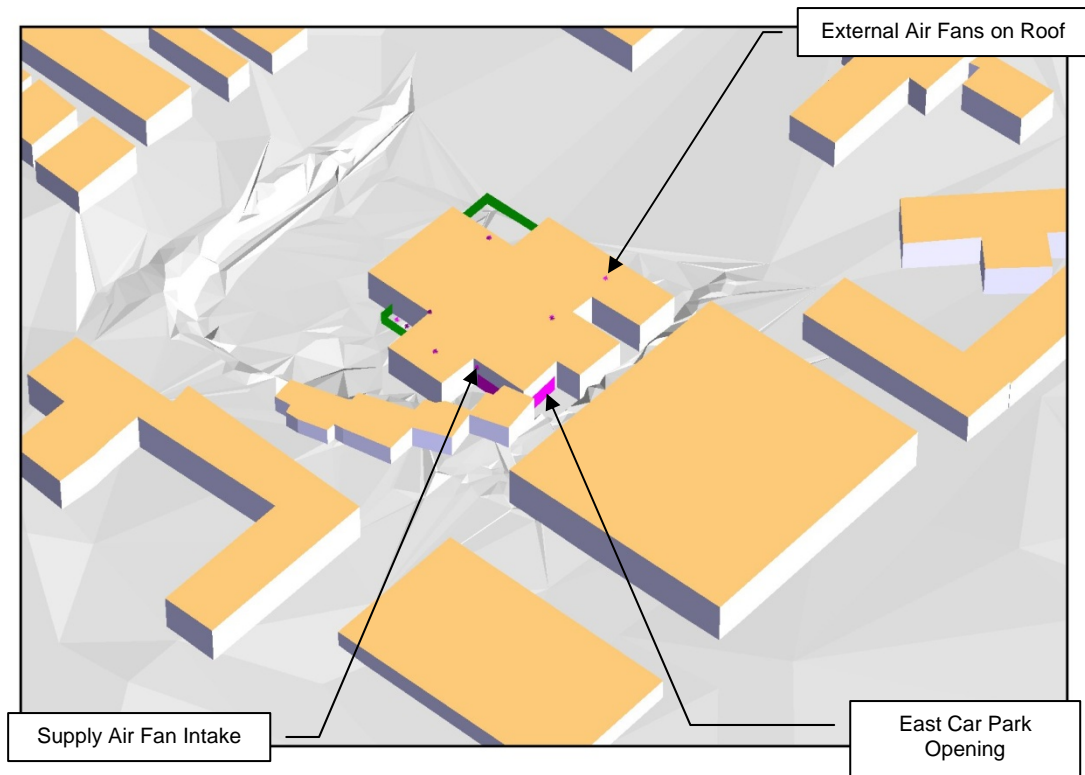 External Air Fans on Roof
Supply Air Fan Intake
East Car Park
Opening